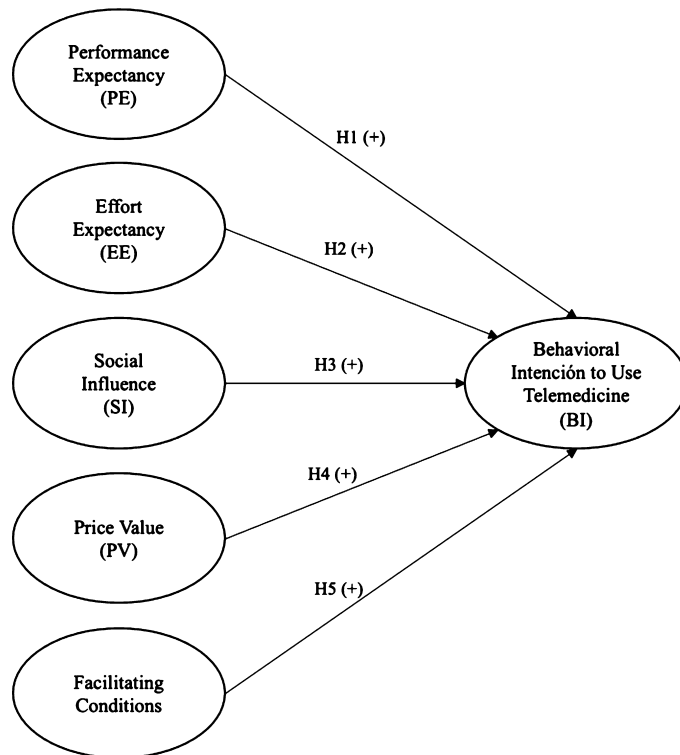 Performance
Expectancy
(PE)
H1 (+)
Effort
Expectancy
(EE)
H2 (+)
Social
Influence
(SI)
H3 (+)
Behavioral
Intención to Use
Telemedicine
(BI)
H4 (+)
Price Value
(PV)
H5 (+)
Facilitating
Conditions